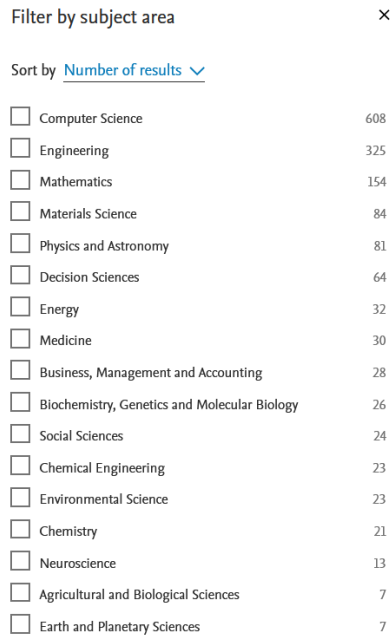 Filter by subject area
Sort by Number of results
Computer Science 608
Engineering 325
Mathematics 154
Materials Science 84
Physics and Astronomy 81
Decision Sciences 64
Energy 32
Medicine 30
Business, Management and Accounting 28
Biochemistry, Genetics and Molecular Biology 26
Social Sciences 24
Chemical Engineering 23
Environmental Science 23
Chemistry 21
Neuroscience 13
Agricultural and Biological Sciences 7
Earth and Planetary Sciences 7